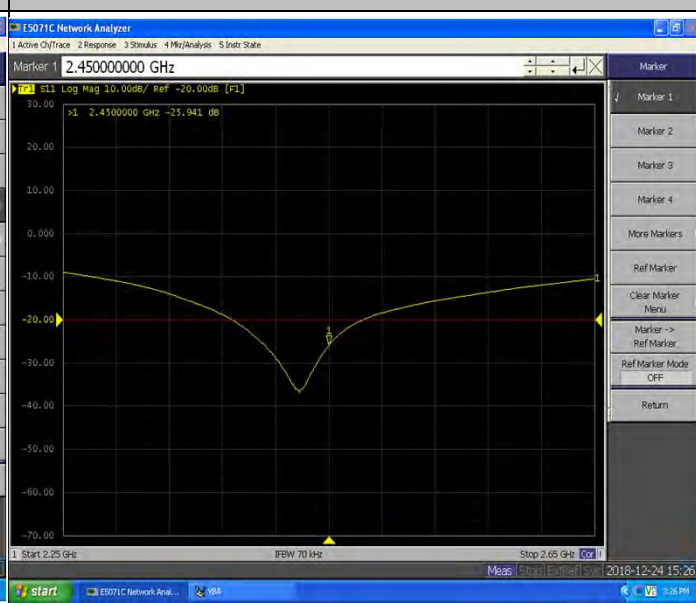 E5071C Network Analyzer
1 Active Ch/Trace 2 Response 3 Stimulus 4 Mkr/Analysis 5 Instr State
Marker 1 2.450000000 GHz
Marker
Tr1 S11 Log Mag 10.00dB/ Ref -20.00dB [F1]
>1 2.4500000 GHz -25.941 dB
30.00
20.00
10.00
0.000
-10.00
-20.00
-30.00
-40.00
-50.00
-60.00
-70.00
1
1
Marker 1
Marker 2
Marker 3
Marker 4
More Markers
Ref Marker
Clear Marker
Menu
Marker ->
Ref Marker
Ref Marker Mode
OFF
Return
1 Start 2.25 GHz
IFBW 70 kHz
Stop 2.65 GHz Cor
Meas Stop ExtRef Svc 2018-12-24 15:26
start
E5071C Network Anal...
VBA
3:26 PM